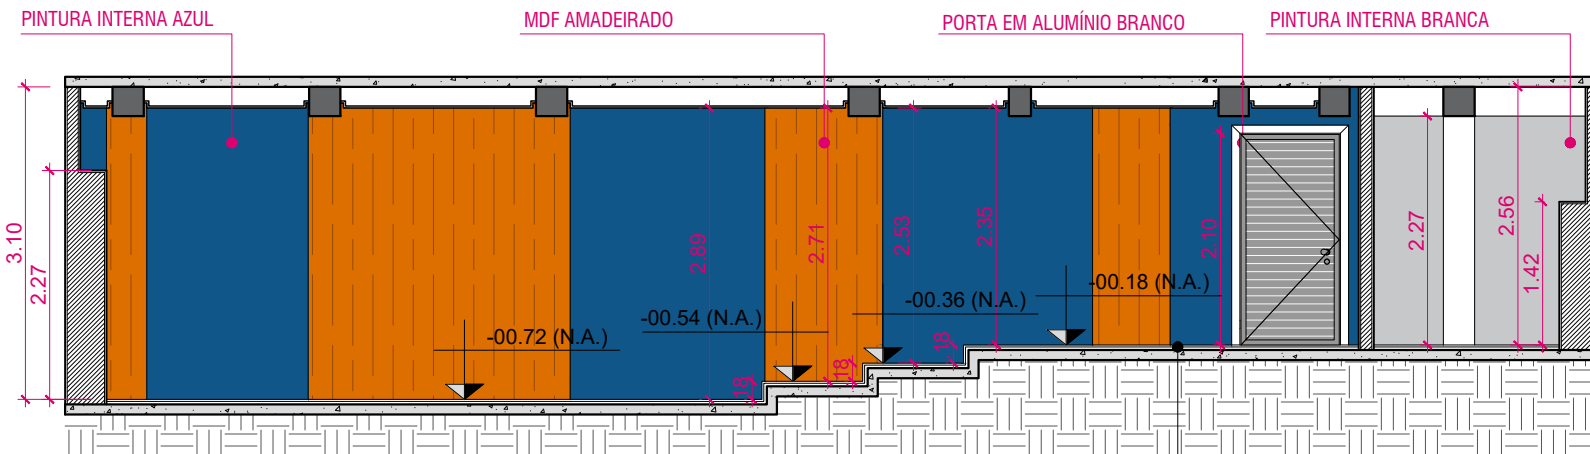 PINTURA INTERNA AZUL
MDF AMADEIRADO
PORTA EM ALUMÍNIO BRANCO
PINTURA INTERNA BRANCA
3.10
2.27
2.89
2.71
2.53
2.35
2.10
2.27
2.56
1.42
-00.72 (N.A.)
-00.54 (N.A.)
-00.36 (N.A.)
-00.18 (N.A.)
18
18
18